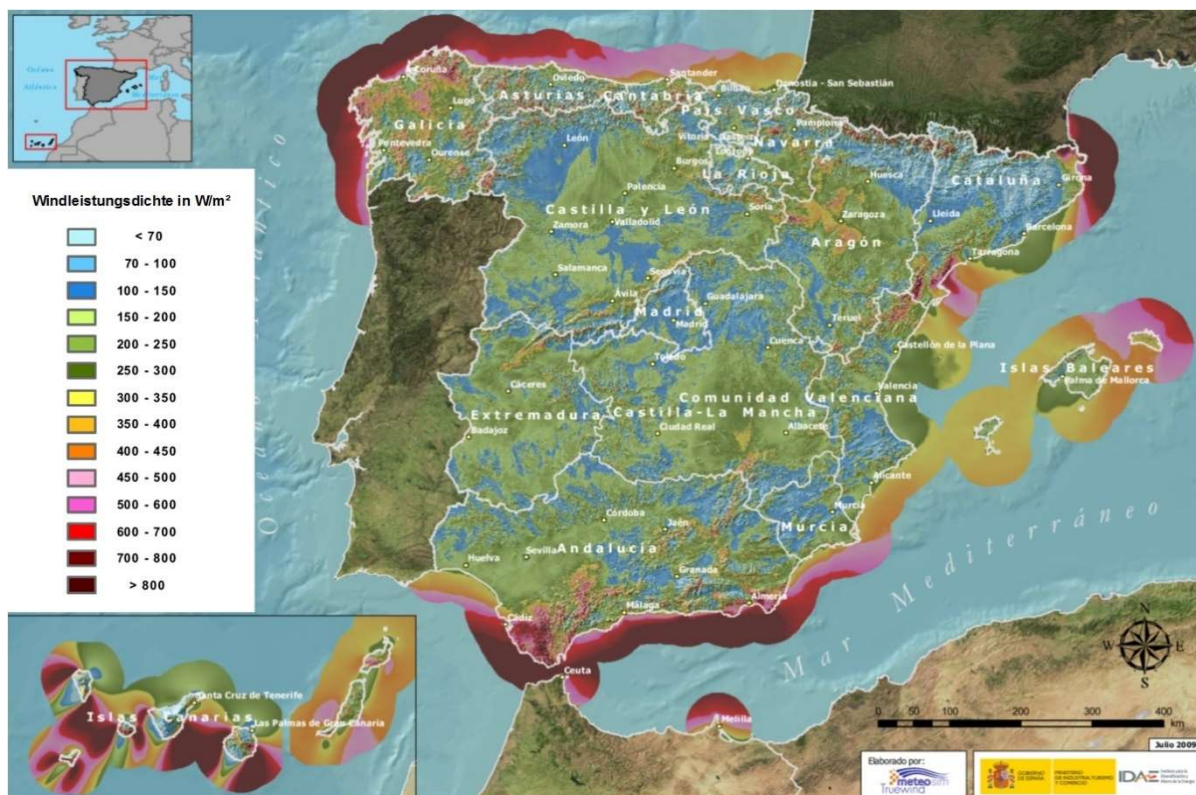 Océano
Atlántico
Mar
Mediterráneo
Windleistungsdichte in W/m²
< 70
70 - 100
100 - 150
150 - 200
200 - 250
250 - 300
300 - 350
350 - 400
400 - 450
450 - 500
500 - 600
600 - 700
700 - 800
> 800
A Coruña
Lugo
Galicia
Pontevedra
Ourense
Oviedo
Asturias
Santander
Cantabria
Bilbao
Donostia - San Sebastián
País Vasco
Vitoria
Pamplona
Navarra
La Rioja
León
Burgos
Palencia
Castilla y León
Valladolid
Zamora
Soria
Salamanca
Segovia
Ávila
Huesca
Zaragoza
Aragón
Teruel
Cataluña
Girona
Lleida
Barcelona
Tarragona
Madrid
Madrid
Guadalajara
Toledo
Cuenca
Castellón de la Plana
Valencia
Comunidad Valenciana
Islas Baleares
Palma de Mallorca
Cáceres
Extremadura
Badajoz
Castilla-La Mancha
Ciudad Real
Albacete
Alicante
Murcia
Murcia
Córdoba
Jaén
Andalucía
Huelva
Sevilla
Granada
Almería
Málaga
Cádiz
Ceuta
Melilla
Mar Mediterráneo
Santa Cruz de Tenerife
Islas Canarias
Las Palmas de Gran Canaria
N
W
E
S
0 50 100 200 300 400
km
Julio 2009
Elaborado por:
meteosim
Truewind
GOBIERNO
DE ESPAÑA
MINISTERIO
DE INDUSTRIA, TURISMO
Y COMERCIO
IDAE